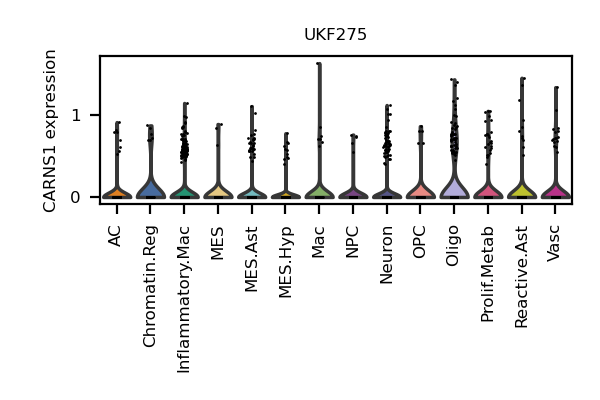 UKF275
CARNS1 expression
1
0
AC
Chromatin.Reg
Inflammatory.Mac
MES
MES.Ast
MES.Hyp
Mac
NPC
Neuron
OPC
Oligo
Prolif.Metab
Reactive.Ast
Vasc